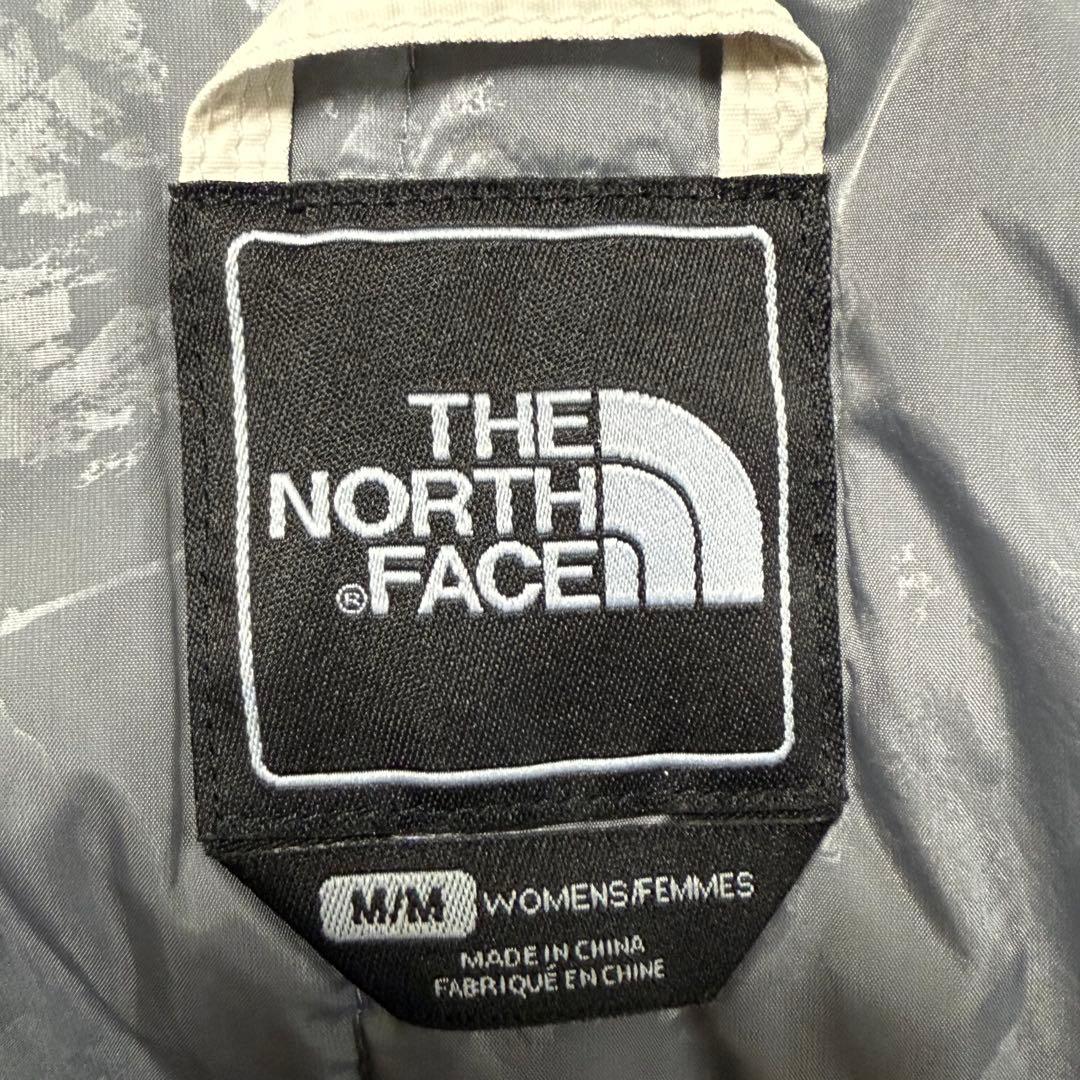 THE
NORTH
®FACE
M/M WOMENS/FEMMES
MADE IN CHINA
FABRIQUÉ EN CHINE